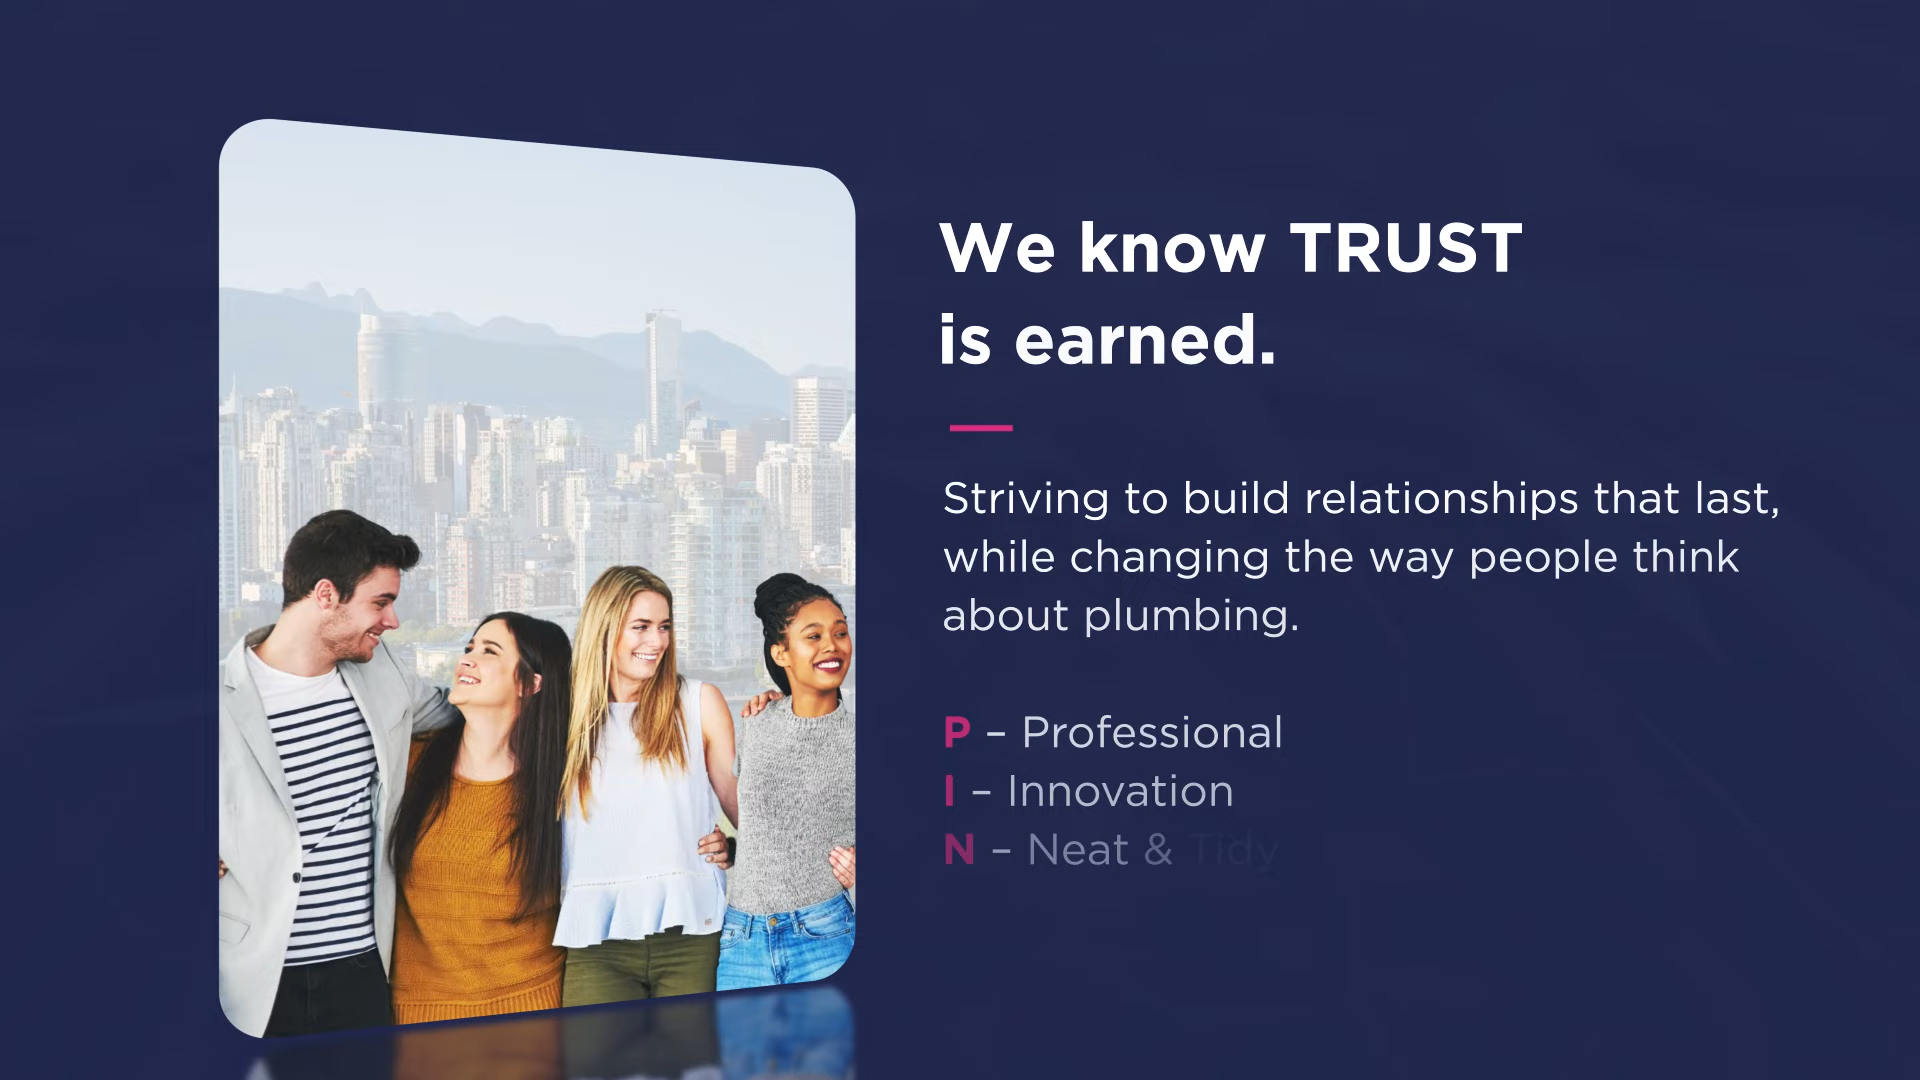 We know TRUST
is earned.
Striving to build relationships that last,
while changing the way people think
about plumbing.
P – Professional
I – Innovation
N – Neat & Tidy